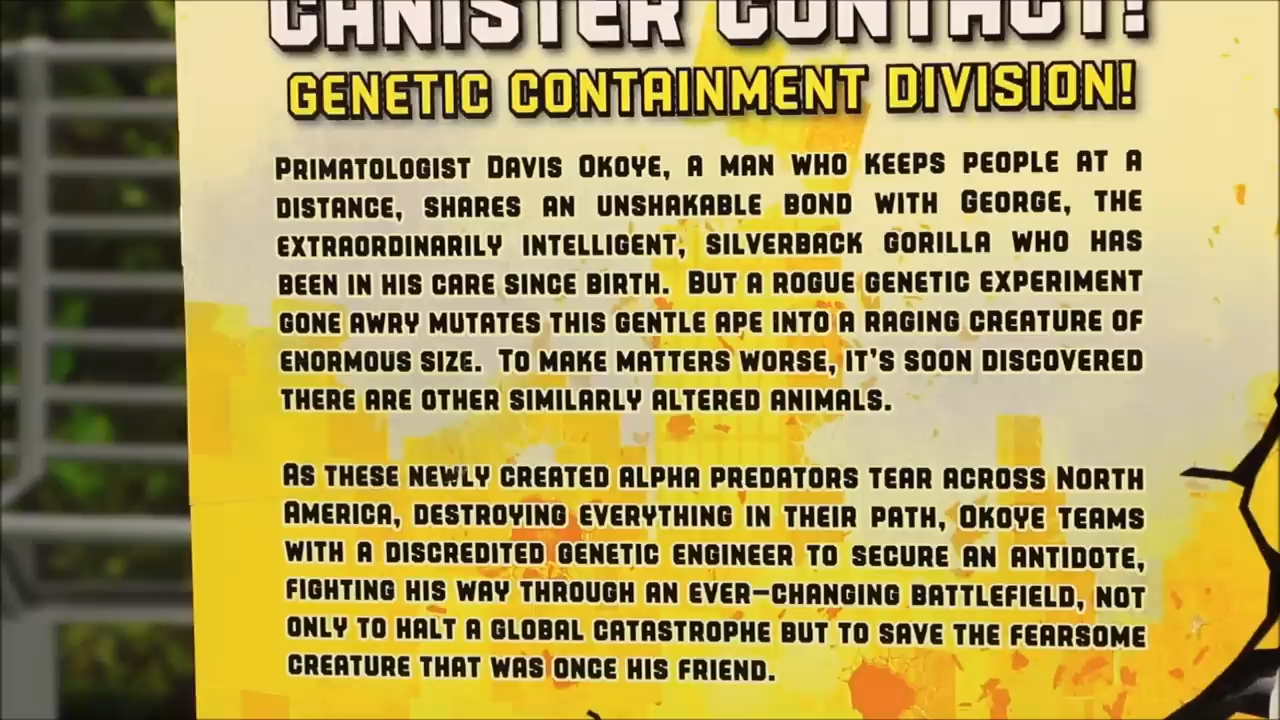 CANISTER CONTACT!
GENETIC CONTAINMENT DIVISION!
PRIMATOLOGIST DAVIS OKOYE, A MAN WHO KEEPS PEOPLE AT A
DISTANCE, SHARES AN UNSHAKABLE BOND WITH GEORGE, THE
EXTRAORDINARILY INTELLIGENT, SILVERBACK GORILLA WHO HAS
BEEN IN HIS CARE SINCE BIRTH. BUT A ROGUE GENETIC EXPERIMENT
GONE AWRY MUTATES THIS GENTLE APE INTO A RAGING CREATURE OF
ENORMOUS SIZE. TO MAKE MATTERS WORSE, IT'S SOON DISCOVERED
THERE ARE OTHER SIMILARLY ALTERED ANIMALS.
AS THESE NEWLY CREATED ALPHA PREDATORS TEAR ACROSS NORTH
AMERICA, DESTROYING EVERYTHING IN THEIR PATH, OKOYE TEAMS
WITH A DISCREDITED GENETIC ENGINEER TO SECURE AN ANTIDOTE,
FIGHTING HIS WAY THROUGH AN EVER-CHANGING BATTLEFIELD, NOT
ONLY TO HALT A GLOBAL CATASTROPHE BUT TO SAVE THE FEARSOME
CREATURE THAT WAS ONCE HIS FRIEND.